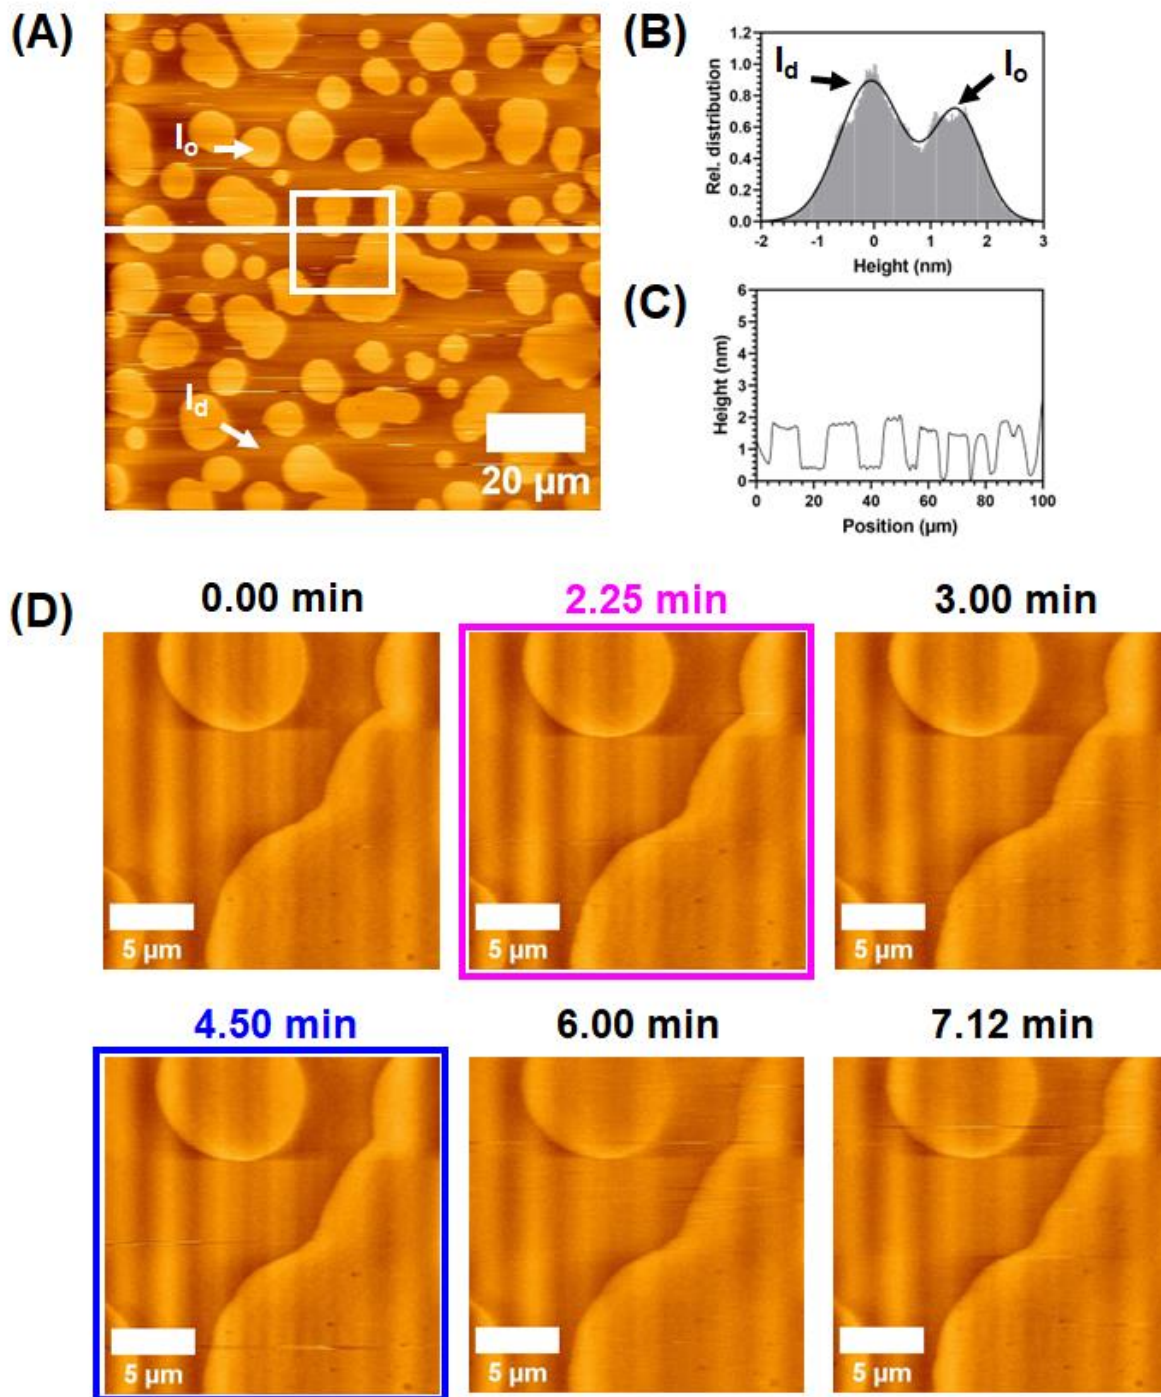 (A)
lo
ld
20 µm
(B)
1.2
1.0
0.8
0.6
0.4
0.2
0.0
Rel. distribution
ld
lo
-2 -1 0 1 2 3
Height (nm)
(C)
6
5
4
3
2
1
0
Height (nm)
0 20 40 60 80 100
Position (µm)
(D)
0.00 min 2.25 min 3.00 min
5 µm 5 µm 5 µm
4.50 min 6.00 min 7.12 min
5 µm 5 µm 5 µm